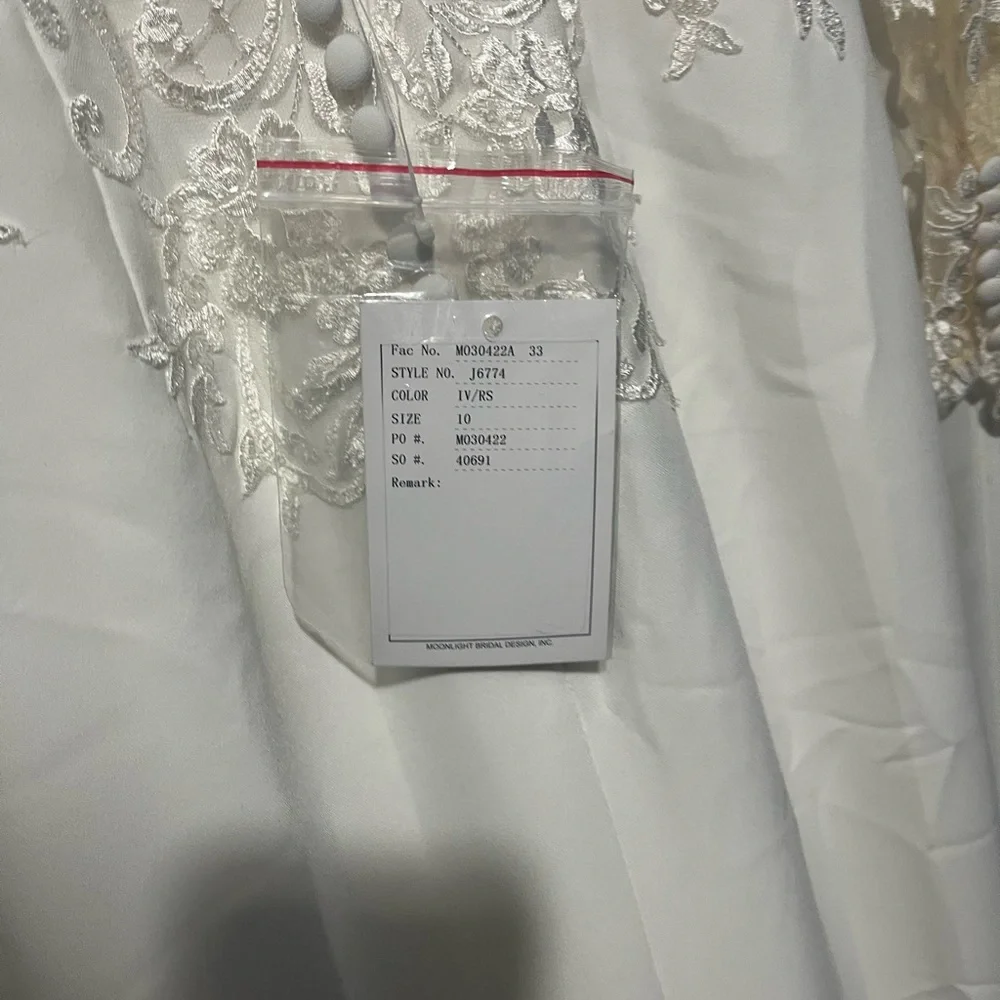 Fac No. M030422A 33
STYLE NO. J6774
COLOR IV/RS
SIZE 10
PO #. M030422
SO #. 40691
Remark:
MOONLIGHT BRIDAL DESIGN, INC.